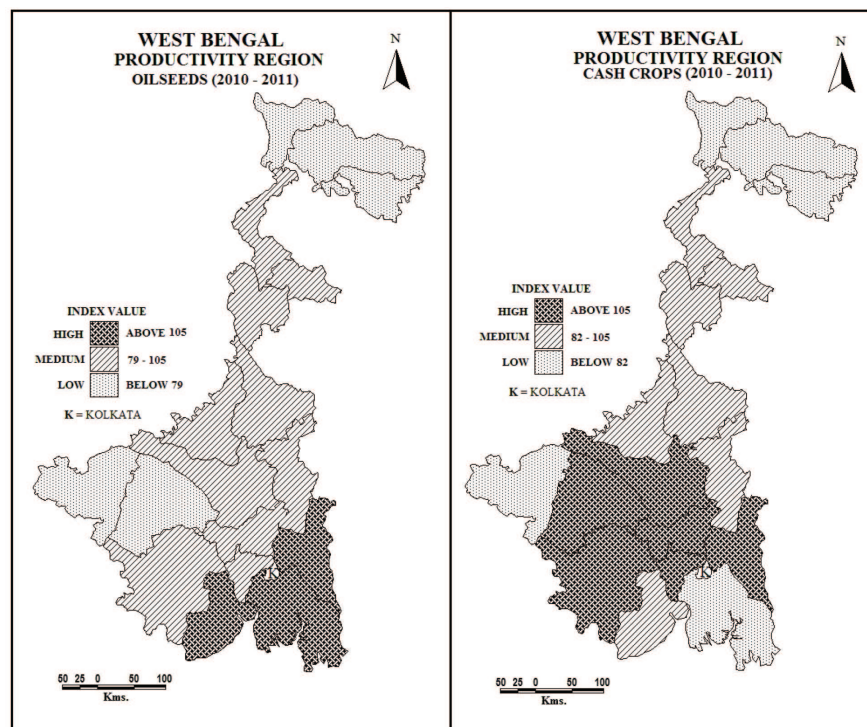 WEST BENGAL
PRODUCTIVITY REGION
OILSEEDS (2010 - 2011)
N
INDEX VALUE
HIGH ABOVE 105
MEDIUM 79 - 105
LOW BELOW 79
K = KOLKATA
K
50 25 0 50 100
Kms.
WEST BENGAL
PRODUCTIVITY REGION
CASH CROPS (2010 - 2011)
N
INDEX VALUE
HIGH ABOVE 105
MEDIUM 82 - 105
LOW BELOW 82
K = KOLKATA
K
50 25 0 50 100
Kms.